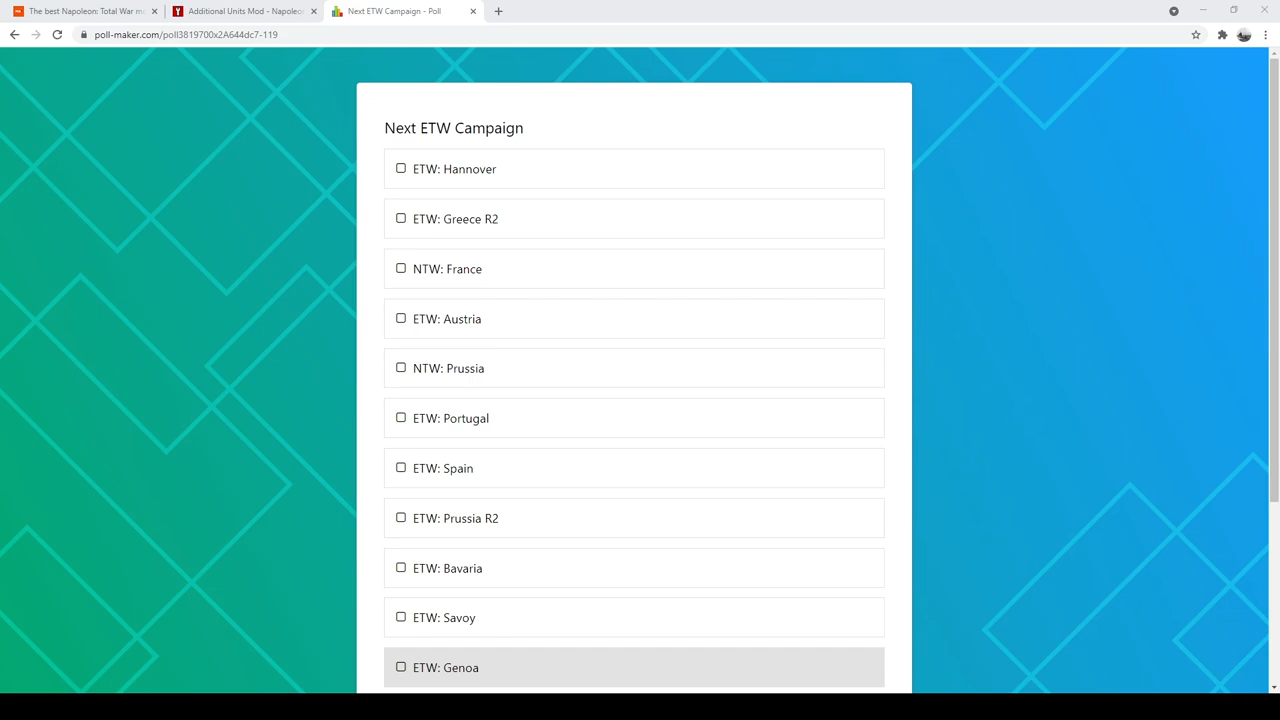 The best Napoleon: Total War m
Additional Units Mod - Napoleo
Next ETW Campaign - Poll
poll-maker.com/poll3819700x2A644dc7-119
Next ETW Campaign
ETW: Hannover
ETW: Greece R2
NTW: France
ETW: Austria
NTW: Prussia
ETW: Portugal
ETW: Spain
ETW: Prussia R2
ETW: Bavaria
ETW: Savoy
ETW: Genoa